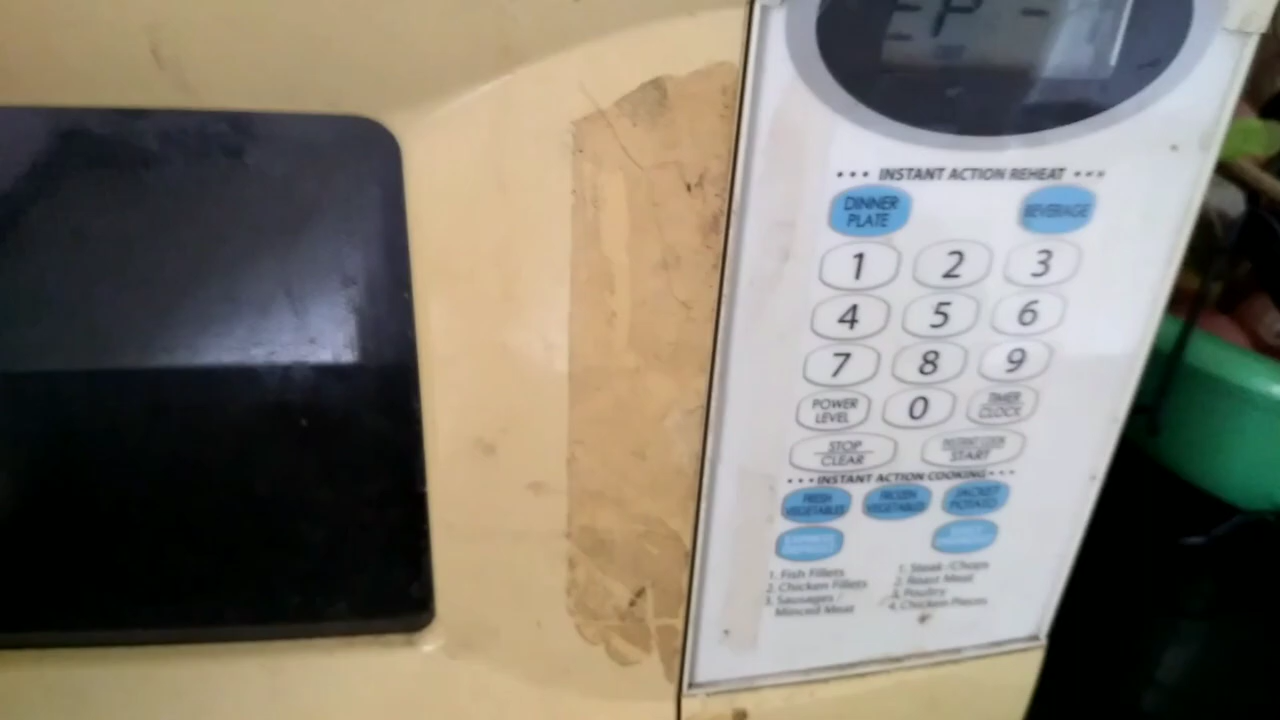 ••• INSTANT ACTION REHEAT •••
DINNER PLATE
BEVERAGE
1 2 3
4 5 6
7 8 9
POWER LEVEL
0
TIMER CLOCK
STOP CLEAR
START
•••INSTANT ACTION COOKING•••
FRESH VEGETABLES
FROZEN VEGETABLES
JACKET POTATO
1. Fish Fillets
2. Chicken Fillets
3. Sausages / Minced Meat
1. Steak / Chops
2. Roast Meat
3. Poultry
4. Chicken Pieces